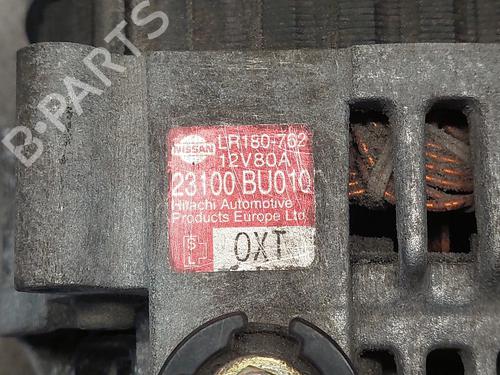 NISSAN
LR180-762
12V80A
23100 BU010
Hitachi Automotive
Products Europe Ltd.
S
L
0XT
B-Parts